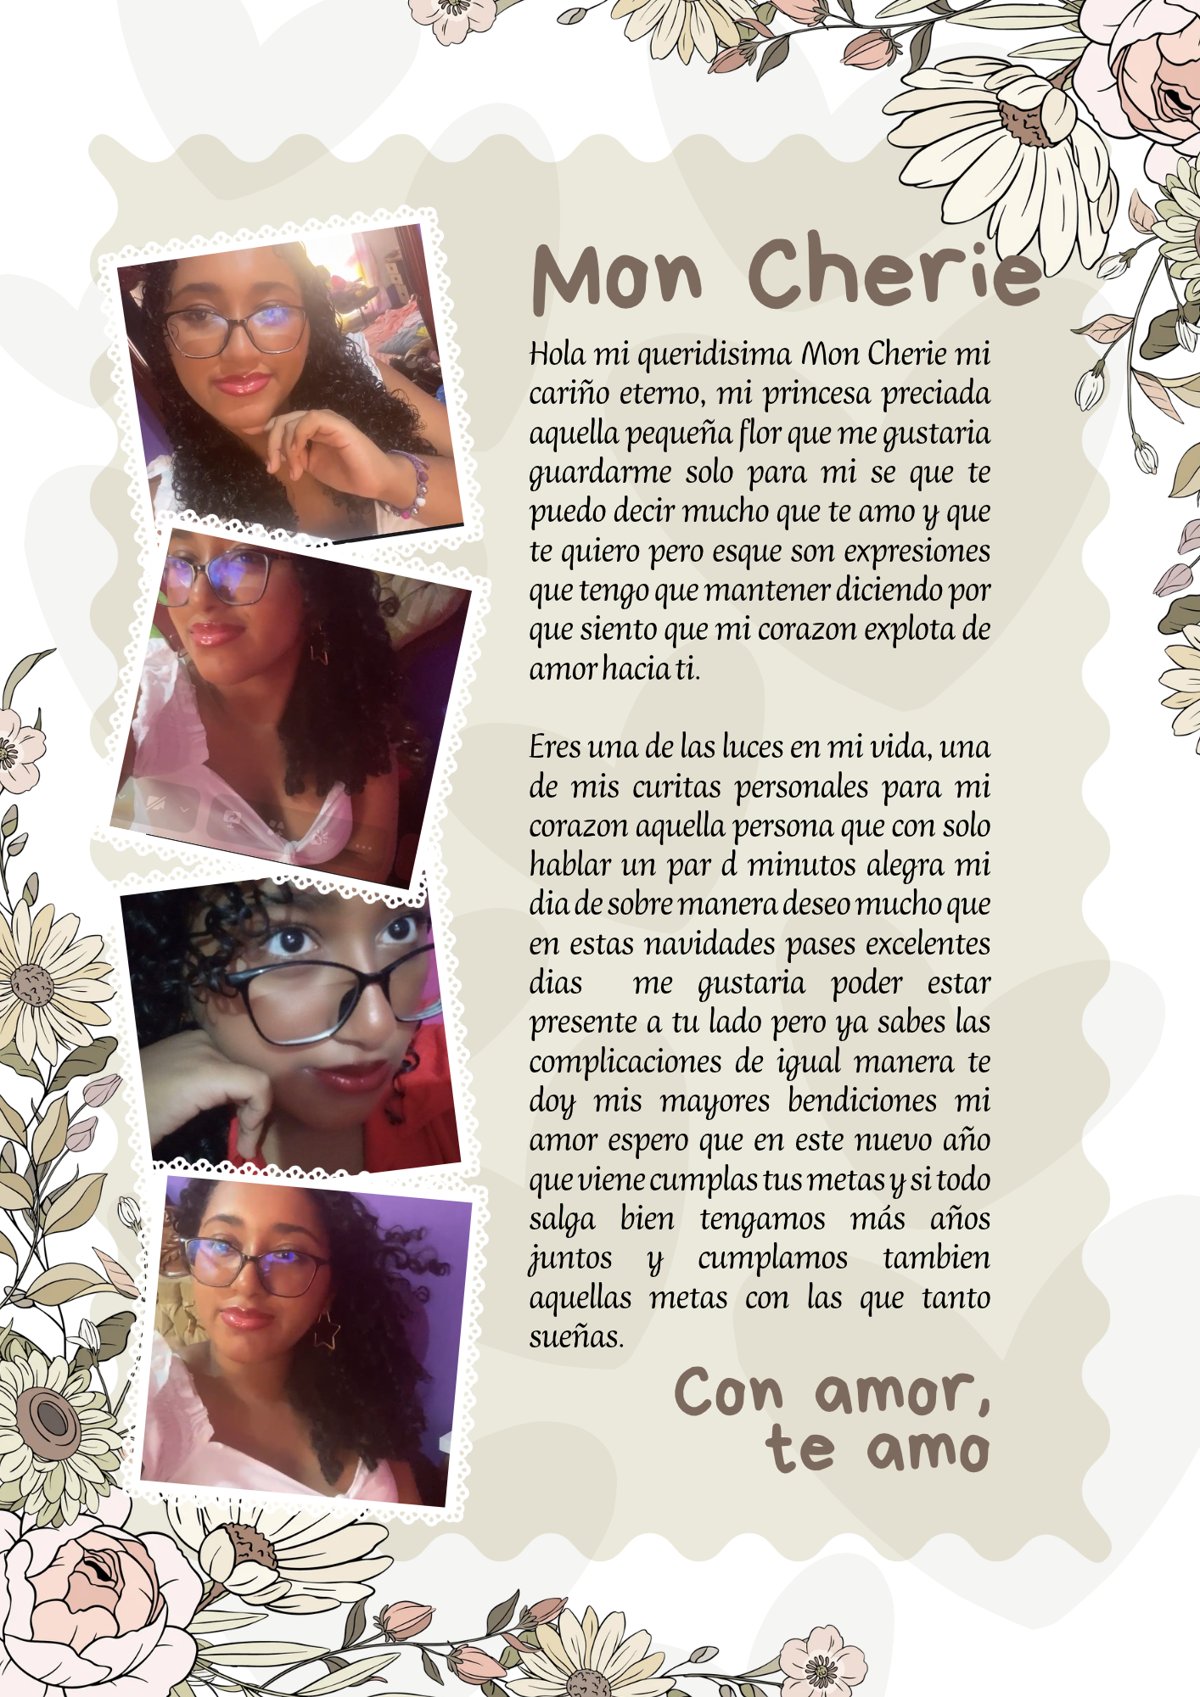 Mon Cherie
Hola mi queridisima Mon Cherie mi
cariño eterno, mi princesa preciada
aquella pequeña flor que me gustaria
guardarme solo para mi se que te
puedo decir mucho que te amo y que
te quiero pero esque son expresiones
que tengo que mantener diciendo por
que siento que mi corazon explota de
amor hacia ti.
Eres una de las luces en mi vida, una
de mis curitas personales para mi
corazon aquella persona que con solo
hablar un par d minutos alegra mi
dia de sobre manera deseo mucho que
en estas navidades pases excelentes
dias me gustaria poder estar
presente a tu lado pero ya sabes las
complicaciones de igual manera te
doy mis mayores bendiciones mi
amor espero que en este nuevo año
que viene cumplas tus metas y si todo
salga bien tengamos más años
juntos y cumplamos tambien
aquellas metas con las que tanto
sueñas.
Con amor,
te amo